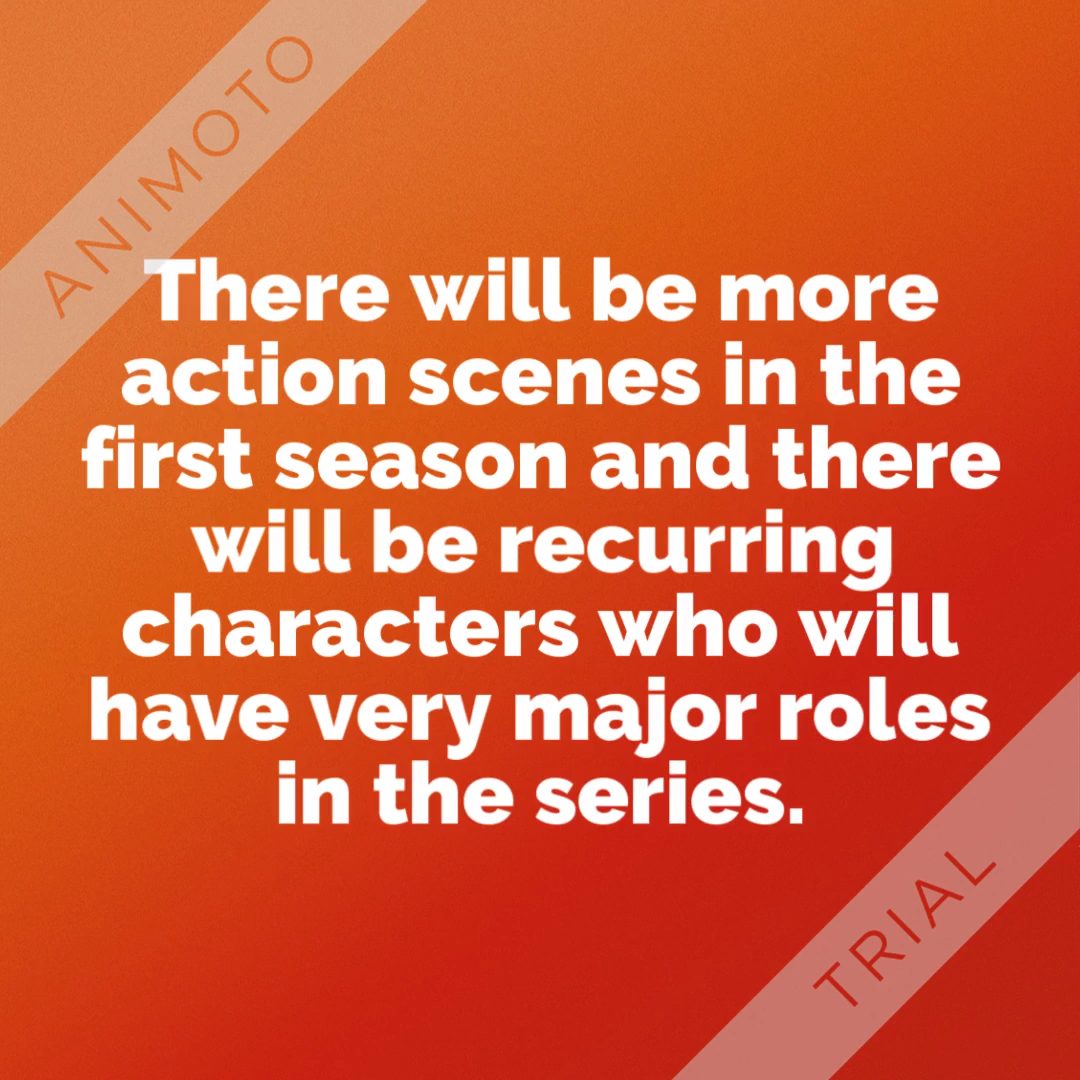 ANIMOTO
There will be more
action scenes in the
first season and there
will be recurring
characters who will
have very major roles
in the series.
TRIAL